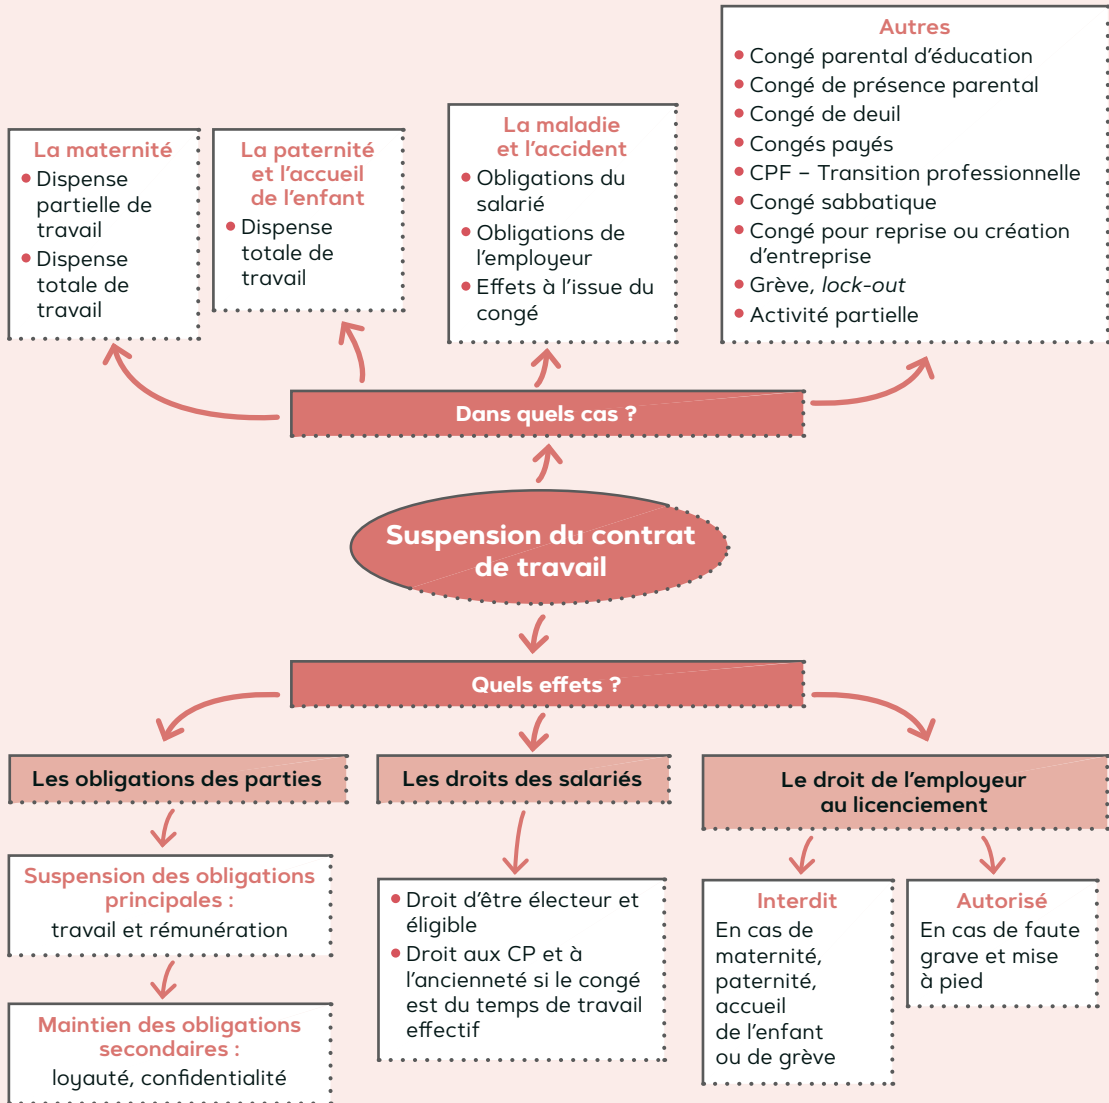 Autres
• Congé parental d'éducation
• Congé de présence parental
• Congé de deuil
• Congés payés
• CPF – Transition professionnelle
• Congé sabbatique
• Congé pour reprise ou création
d'entreprise
• Grève, lock-out
• Activité partielle
La maternité
• Dispense
partielle de
travail
• Dispense
totale de
travail
La paternité
et l'accueil
de l'enfant
• Dispense
totale de
travail
La maladie
et l'accident
• Obligations du
salarié
• Obligations de
l'employeur
• Effets à l'issue du
congé
Dans quels cas ?
Suspension du contrat
de travail
Quels effets ?
Les obligations des parties
Suspension des obligations
principales :
travail et rémunération
Maintien des obligations
secondaires :
loyauté, confidentialité
Les droits des salariés
• Droit d'être électeur et
éligible
• Droit aux CP et à
l'ancienneté si le congé
est du temps de travail
effectif
Le droit de l'employeur
au licenciement
Interdit
En cas de
maternité,
paternité,
accueil
de l'enfant
ou de grève
Autorisé
En cas de faute
grave et mise
à pied